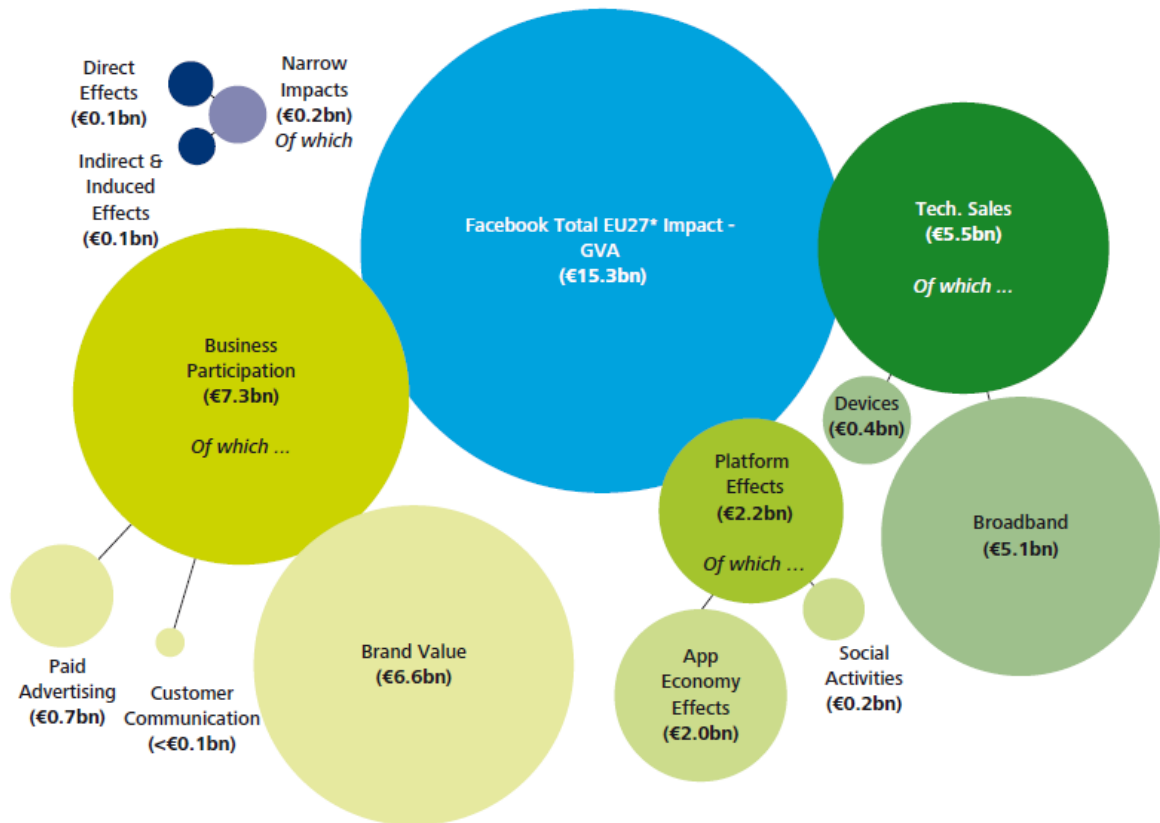 Direct
Effects
(€0.1bn)
Narrow
Impacts
(€0.2bn)
Of which
Indirect &
Induced
Effects
(€0.1bn)
Facebook Total EU27* Impact -
GVA
(€15.3bn)
Tech. Sales
(€5.5bn)
Of which ...
Business
Participation
(€7.3bn)
Of which ...
Devices
(€0.4bn)
Platform
Effects
(€2.2bn)
Of which ...
Broadband
(€5.1bn)
Paid
Advertising
(€0.7bn)
Customer
Communication
(<€0.1bn)
Brand Value
(€6.6bn)
App
Economy
Effects
(€2.0bn)
Social
Activities
(€0.2bn)